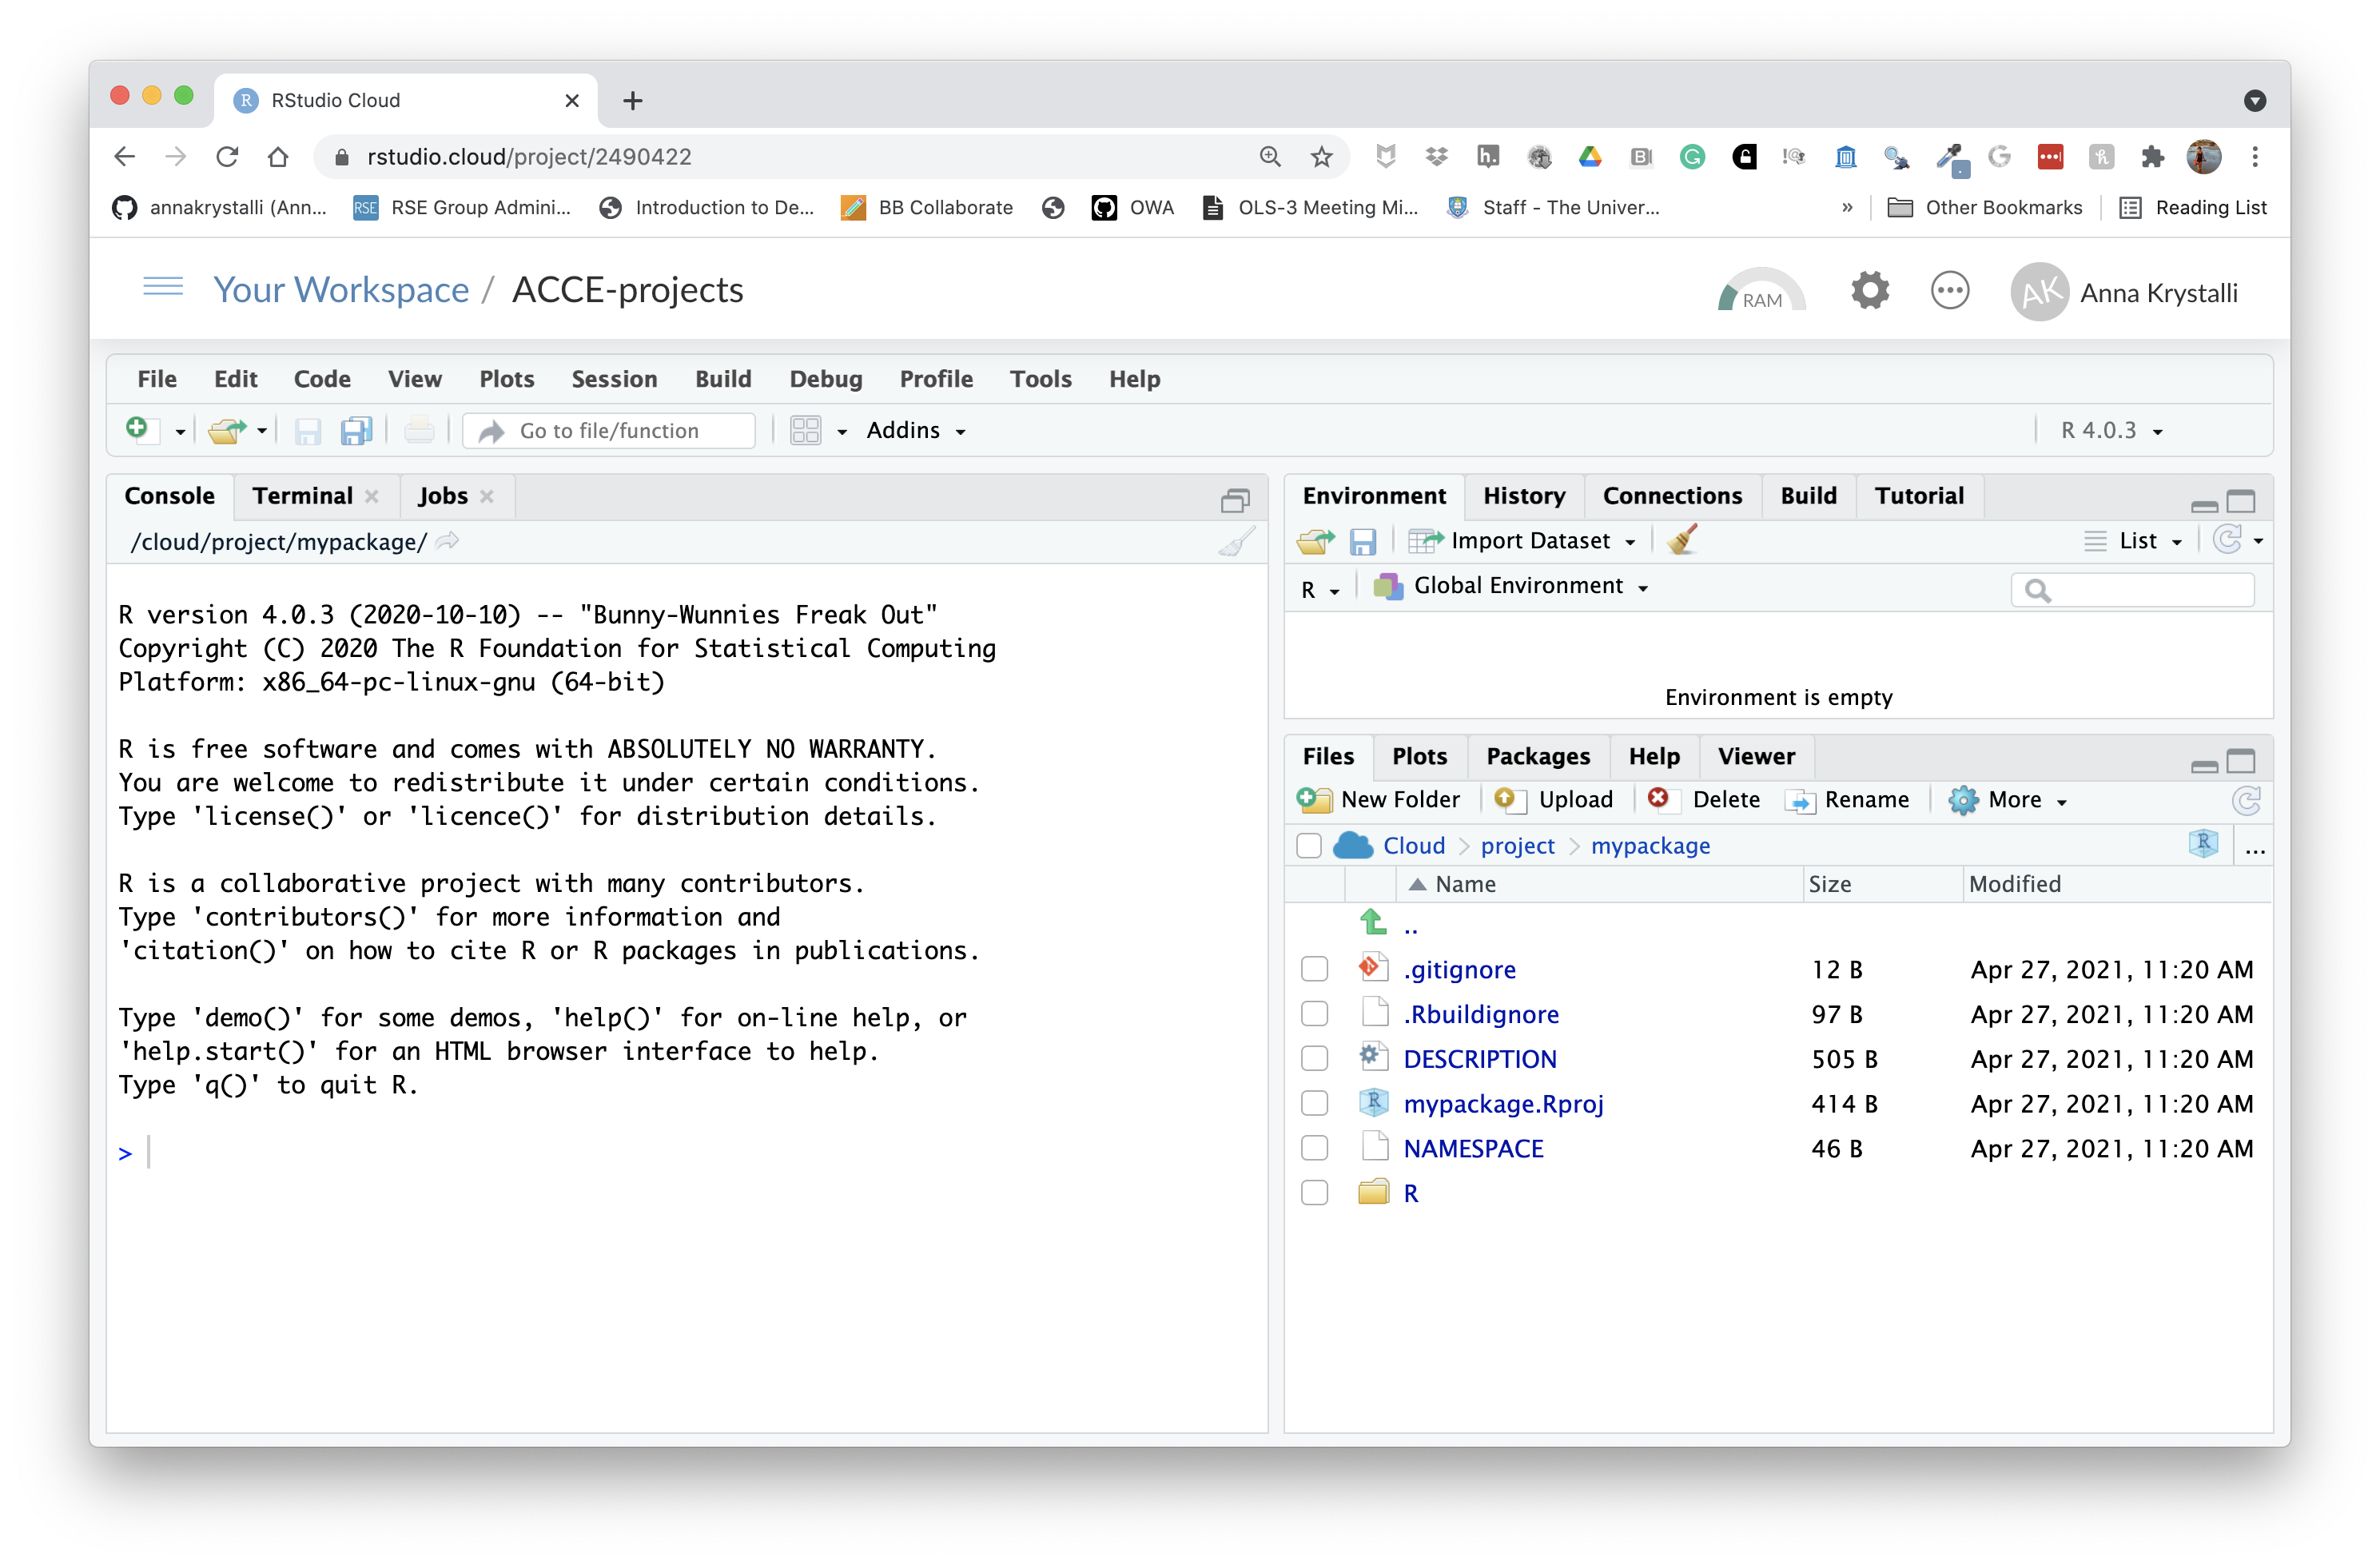 RStudio Cloud
rstudio.cloud/project/2490422
annakrystalli (Ann... RSE RSE Group Admini... Introduction to De... BB Collaborate OWA OLS-3 Meeting Mi... Staff - The Univer... » Other Bookmarks Reading List
Your Workspace / ACCE-projects RAM AK Anna Krystalli
File Edit Code View Plots Session Build Debug Profile Tools Help
Go to file/function Addins R 4.0.3
Console Terminal Jobs
/cloud/project/mypackage/
R version 4.0.3 (2020-10-10) -- "Bunny-Wunnies Freak Out"
Copyright (C) 2020 The R Foundation for Statistical Computing
Platform: x86_64-pc-linux-gnu (64-bit)
R is free software and comes with ABSOLUTELY NO WARRANTY.
You are welcome to redistribute it under certain conditions.
Type 'license()' or 'licence()' for distribution details.
R is a collaborative project with many contributors.
Type 'contributors()' for more information and
'citation()' on how to cite R or R packages in publications.
Type 'demo()' for some demos, 'help()' for on-line help, or
'help.start()' for an HTML browser interface to help.
Type 'q()' to quit R.
>
Environment History Connections Build Tutorial
Import Dataset List
R Global Environment
Environment is empty
Files Plots Packages Help Viewer
New Folder Upload Delete Rename More
Cloud project mypackage ...
Name Size Modified
..
.gitignore 12 B Apr 27, 2021, 11:20 AM
.Rbuildignore 97 B Apr 27, 2021, 11:20 AM
DESCRIPTION 505 B Apr 27, 2021, 11:20 AM
mypackage.Rproj 414 B Apr 27, 2021, 11:20 AM
NAMESPACE 46 B Apr 27, 2021, 11:20 AM
R